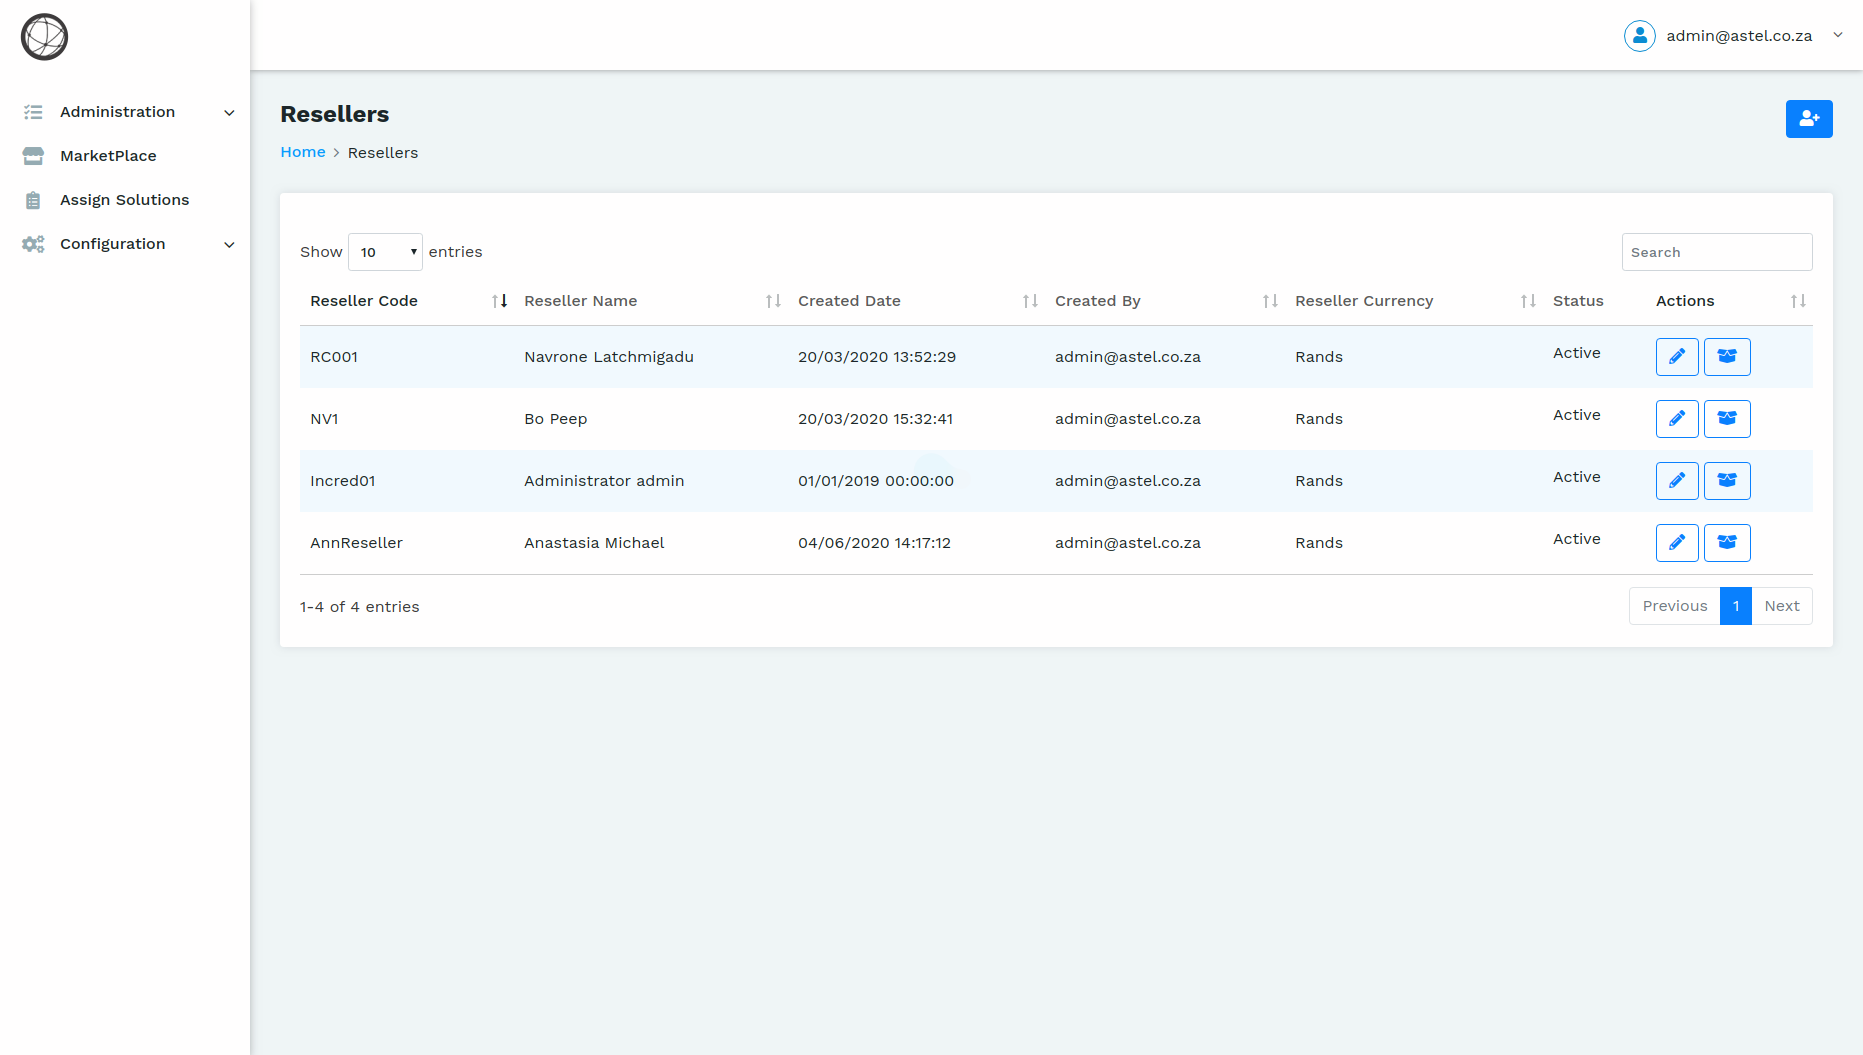 admin@astel.co.za
Administration
MarketPlace
Assign Solutions
Configuration
Resellers
Home > Resellers
Show 10 entries
Search
Reseller Code Reseller Name Created Date Created By Reseller Currency Status Actions
RC001 Navrone Latchmigadu 20/03/2020 13:52:29 admin@astel.co.za Rands Active
NV1 Bo Peep 20/03/2020 15:32:41 admin@astel.co.za Rands Active
Incred01 Administrator admin 01/01/2019 00:00:00 admin@astel.co.za Rands Active
AnnReseller Anastasia Michael 04/06/2020 14:17:12 admin@astel.co.za Rands Active
1-4 of 4 entries
Previous 1 Next